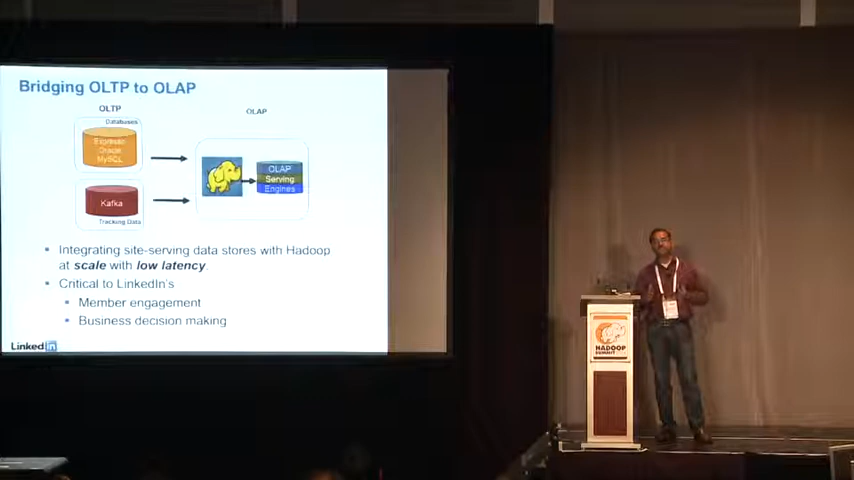 Bridging OLTP to OLAP
OLTP
OLAP
Databases
Espresso
Oracle
MySQL
OLAP
Serving
Engines
Kafka
Tracking Data
Integrating site-serving data stores with Hadoop
at scale with low latency.
Critical to LinkedIn's
Member engagement
Business decision making
Linked in
HADOOP
SUMMIT